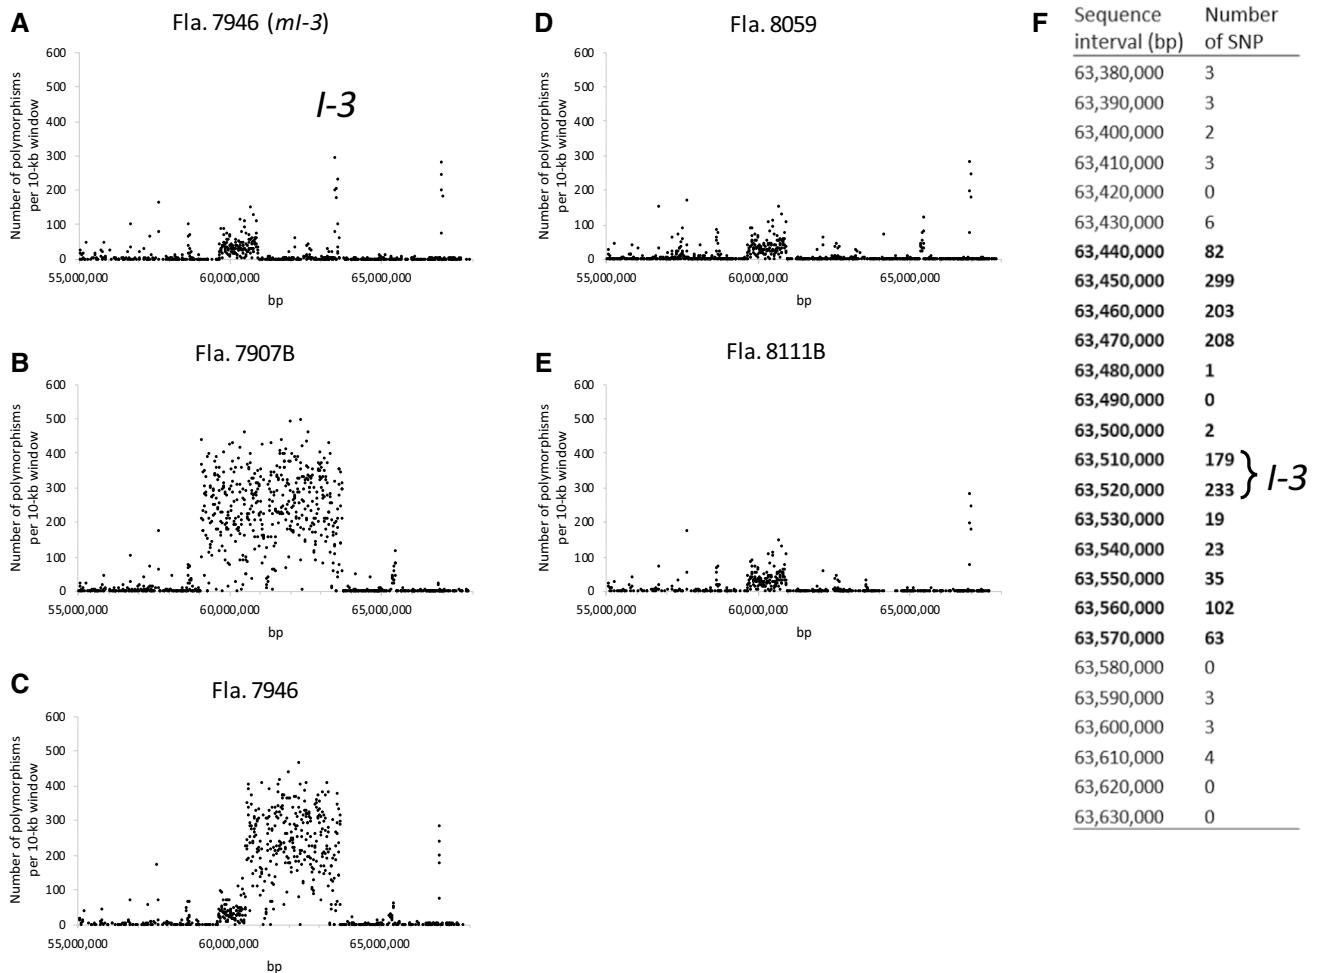 A
Fla. 7946 (mI-3)
Number of polymorphisms
per 10-kb window
600
500
400
300
200
100
0
I-3
55,000,000 60,000,000 65,000,000
bp
B
Fla. 7907B
Number of polymorphisms
per 10-kb window
600
500
400
300
200
100
0
55,000,000 60,000,000 65,000,000
bp
C
Fla. 7946
Number of polymorphisms
per 10-kb window
600
500
400
300
200
100
0
55,000,000 60,000,000 65,000,000
bp
D
Fla. 8059
Number of polymorphisms
per 10-kb window
600
500
400
300
200
100
0
55,000,000 60,000,000 65,000,000
bp
E
Fla. 8111B
Number of polymorphisms
per 10-kb window
600
500
400
300
200
100
0
55,000,000 60,000,000 65,000,000
bp
F
Sequence Number
interval (bp) of SNP
63,380,000 3
63,390,000 3
63,400,000 2
63,410,000 3
63,420,000 0
63,430,000 6
63,440,000 82
63,450,000 299
63,460,000 203
63,470,000 208
63,480,000 1
63,490,000 0
63,500,000 2
63,510,000 179
63,520,000 233
I-3
63,530,000 19
63,540,000 23
63,550,000 35
63,560,000 102
63,570,000 63
63,580,000 0
63,590,000 3
63,600,000 3
63,610,000 4
63,620,000 0
63,630,000 0